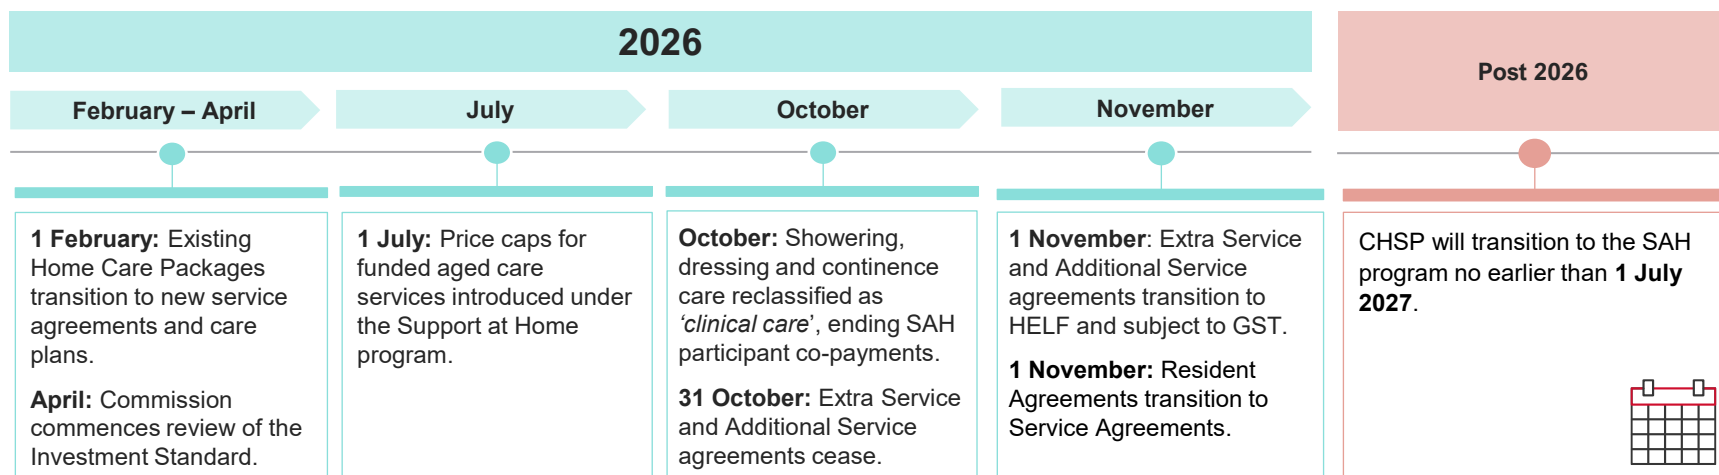 2026
Post 2026
February – April
July
October
November
1 February: Existing
Home Care Packages
transition to new service
agreements and care
plans.
April: Commission
commences review of the
Investment Standard.
1 July: Price caps for
funded aged care
services introduced under
the Support at Home
program.
October: Showering,
dressing and continence
care reclassified as
‘clinical care’, ending SAH
participant co-payments.
31 October: Extra Service
and Additional Service
agreements cease.
1 November: Extra Service
and Additional Service
agreements transition to
HELF and subject to GST.
1 November: Resident
Agreements transition to
Service Agreements.
CHSP will transition to the SAH
program no earlier than 1 July
2027.